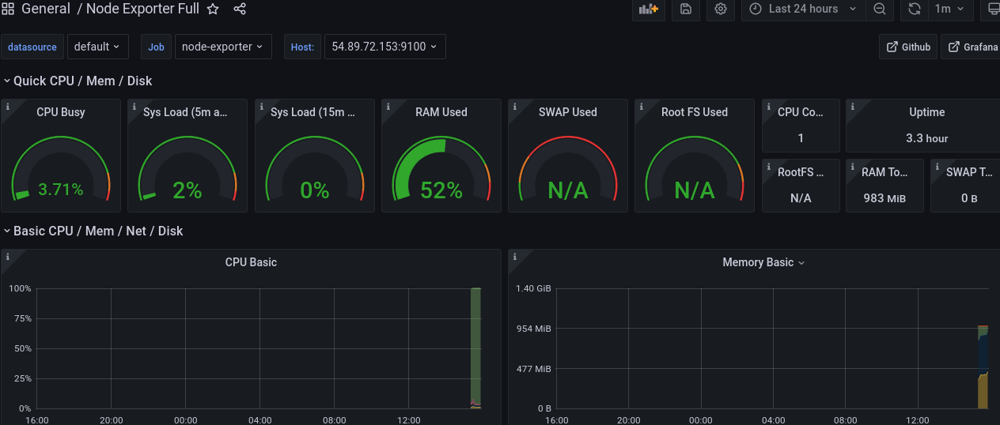 General / Node Exporter Full
Last 24 hours
1m
datasource default Job node-exporter Host: 54.89.72.153:9100 Github Grafana
Quick CPU / Mem / Disk
CPU Busy
3.71%
Sys Load (5m a...
2%
Sys Load (15m ...
0%
RAM Used
52%
SWAP Used
N/A
Root FS Used
N/A
CPU Co...
1
Uptime
3.3 hour
RootFS ...
N/A
RAM To...
983 MiB
SWAP T...
0 B
Basic CPU / Mem / Net / Disk
CPU Basic
100%
75%
50%
25%
0%
16:00 20:00 00:00 04:00 08:00 12:00
Memory Basic
1.40 GiB
954 MiB
477 MiB
0 B
16:00 20:00 00:00 04:00 08:00 12:00